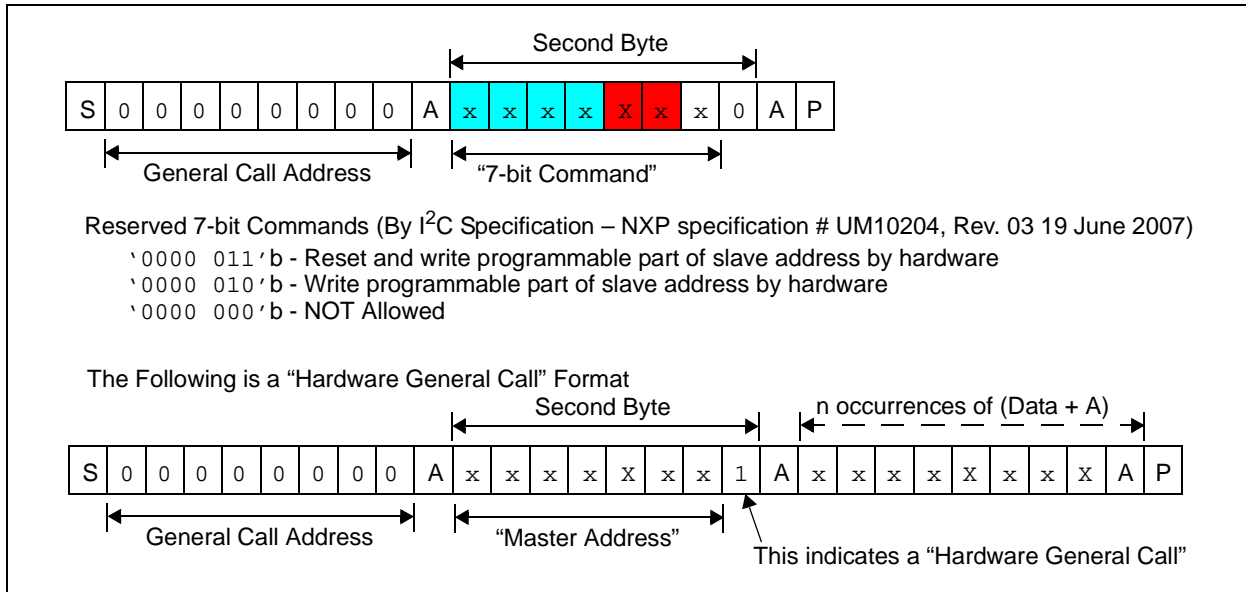 Second Byte
S 0 0 0 0 0 0 0 0 A x x x x X x x 0 A P
General Call Address “7-bit Command”
Reserved 7-bit Commands (By I²C Specification – NXP specification # UM10204, Rev. 03 19 June 2007)
‘0000 011’b - Reset and write programmable part of slave address by hardware
‘0000 010’b - Write programmable part of slave address by hardware
‘0000 000’b - NOT Allowed
The Following is a “Hardware General Call” Format
Second Byte n occurrences of (Data + A)
S 0 0 0 0 0 0 0 0 A x x x x X x x 1 A x x x x X x x X A P
General Call Address “Master Address”
This indicates a “Hardware General Call”